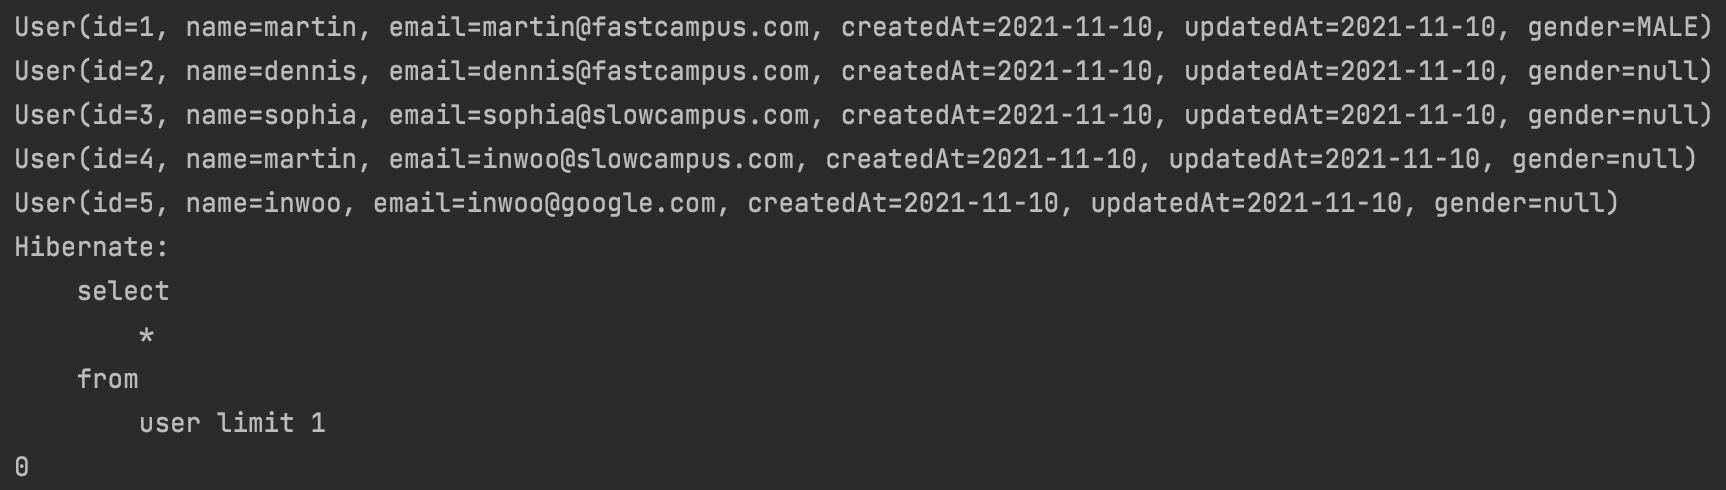 User(id=1, name=martin, email=martin@fastcampus.com, createdAt=2021-11-10, updatedAt=2021-11-10, gender=MALE)
User(id=2, name=dennis, email=dennis@fastcampus.com, createdAt=2021-11-10, updatedAt=2021-11-10, gender=null)
User(id=3, name=sophia, email=sophia@slowcampus.com, createdAt=2021-11-10, updatedAt=2021-11-10, gender=null)
User(id=4, name=martin, email=inwoo@slowcampus.com, createdAt=2021-11-10, updatedAt=2021-11-10, gender=null)
User(id=5, name=inwoo, email=inwoo@google.com, createdAt=2021-11-10, updatedAt=2021-11-10, gender=null)
Hibernate:
    select
        *
    from
        user limit 1
0